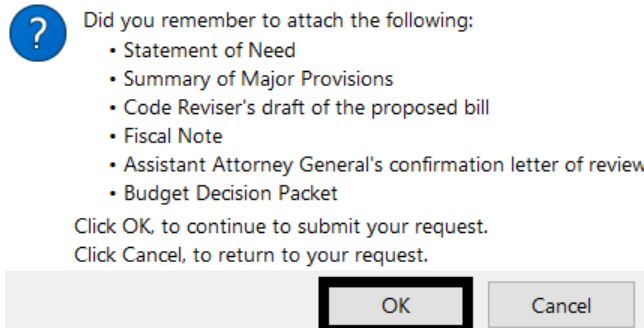 Did you remember to attach the following:
• Statement of Need
• Summary of Major Provisions
• Code Reviser's draft of the proposed bill
• Fiscal Note
• Assistant Attorney General's confirmation letter of review
• Budget Decision Packet
Click OK, to continue to submit your request.
Click Cancel, to return to your request.
OK Cancel